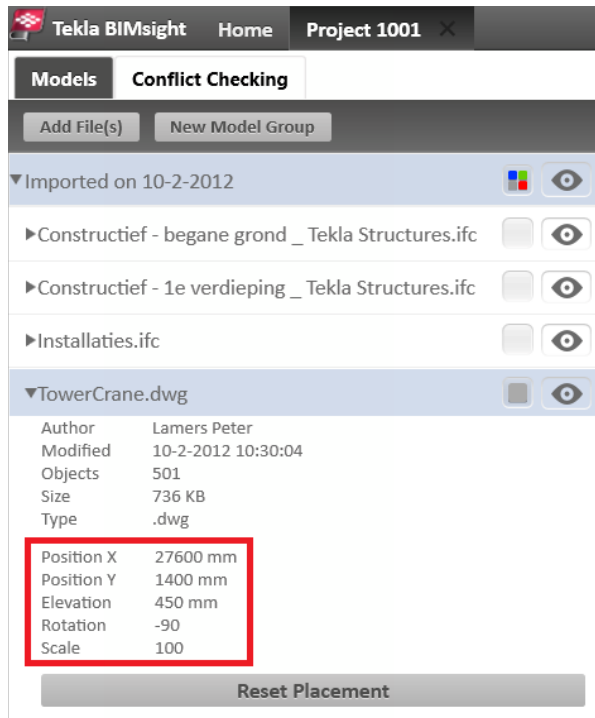 Tekla BIMsight Home Project 1001
Models Conflict Checking
Add File(s) New Model Group
Imported on 10-2-2012
Constructief - begane grond _ Tekla Structures.ifc
Constructief - 1e verdieping _ Tekla Structures.ifc
Installaties.ifc
TowerCrane.dwg
Author Lamers Peter
Modified 10-2-2012 10:30:04
Objects 501
Size 736 KB
Type .dwg
Position X 27600 mm
Position Y 1400 mm
Elevation 450 mm
Rotation -90
Scale 100
Reset Placement